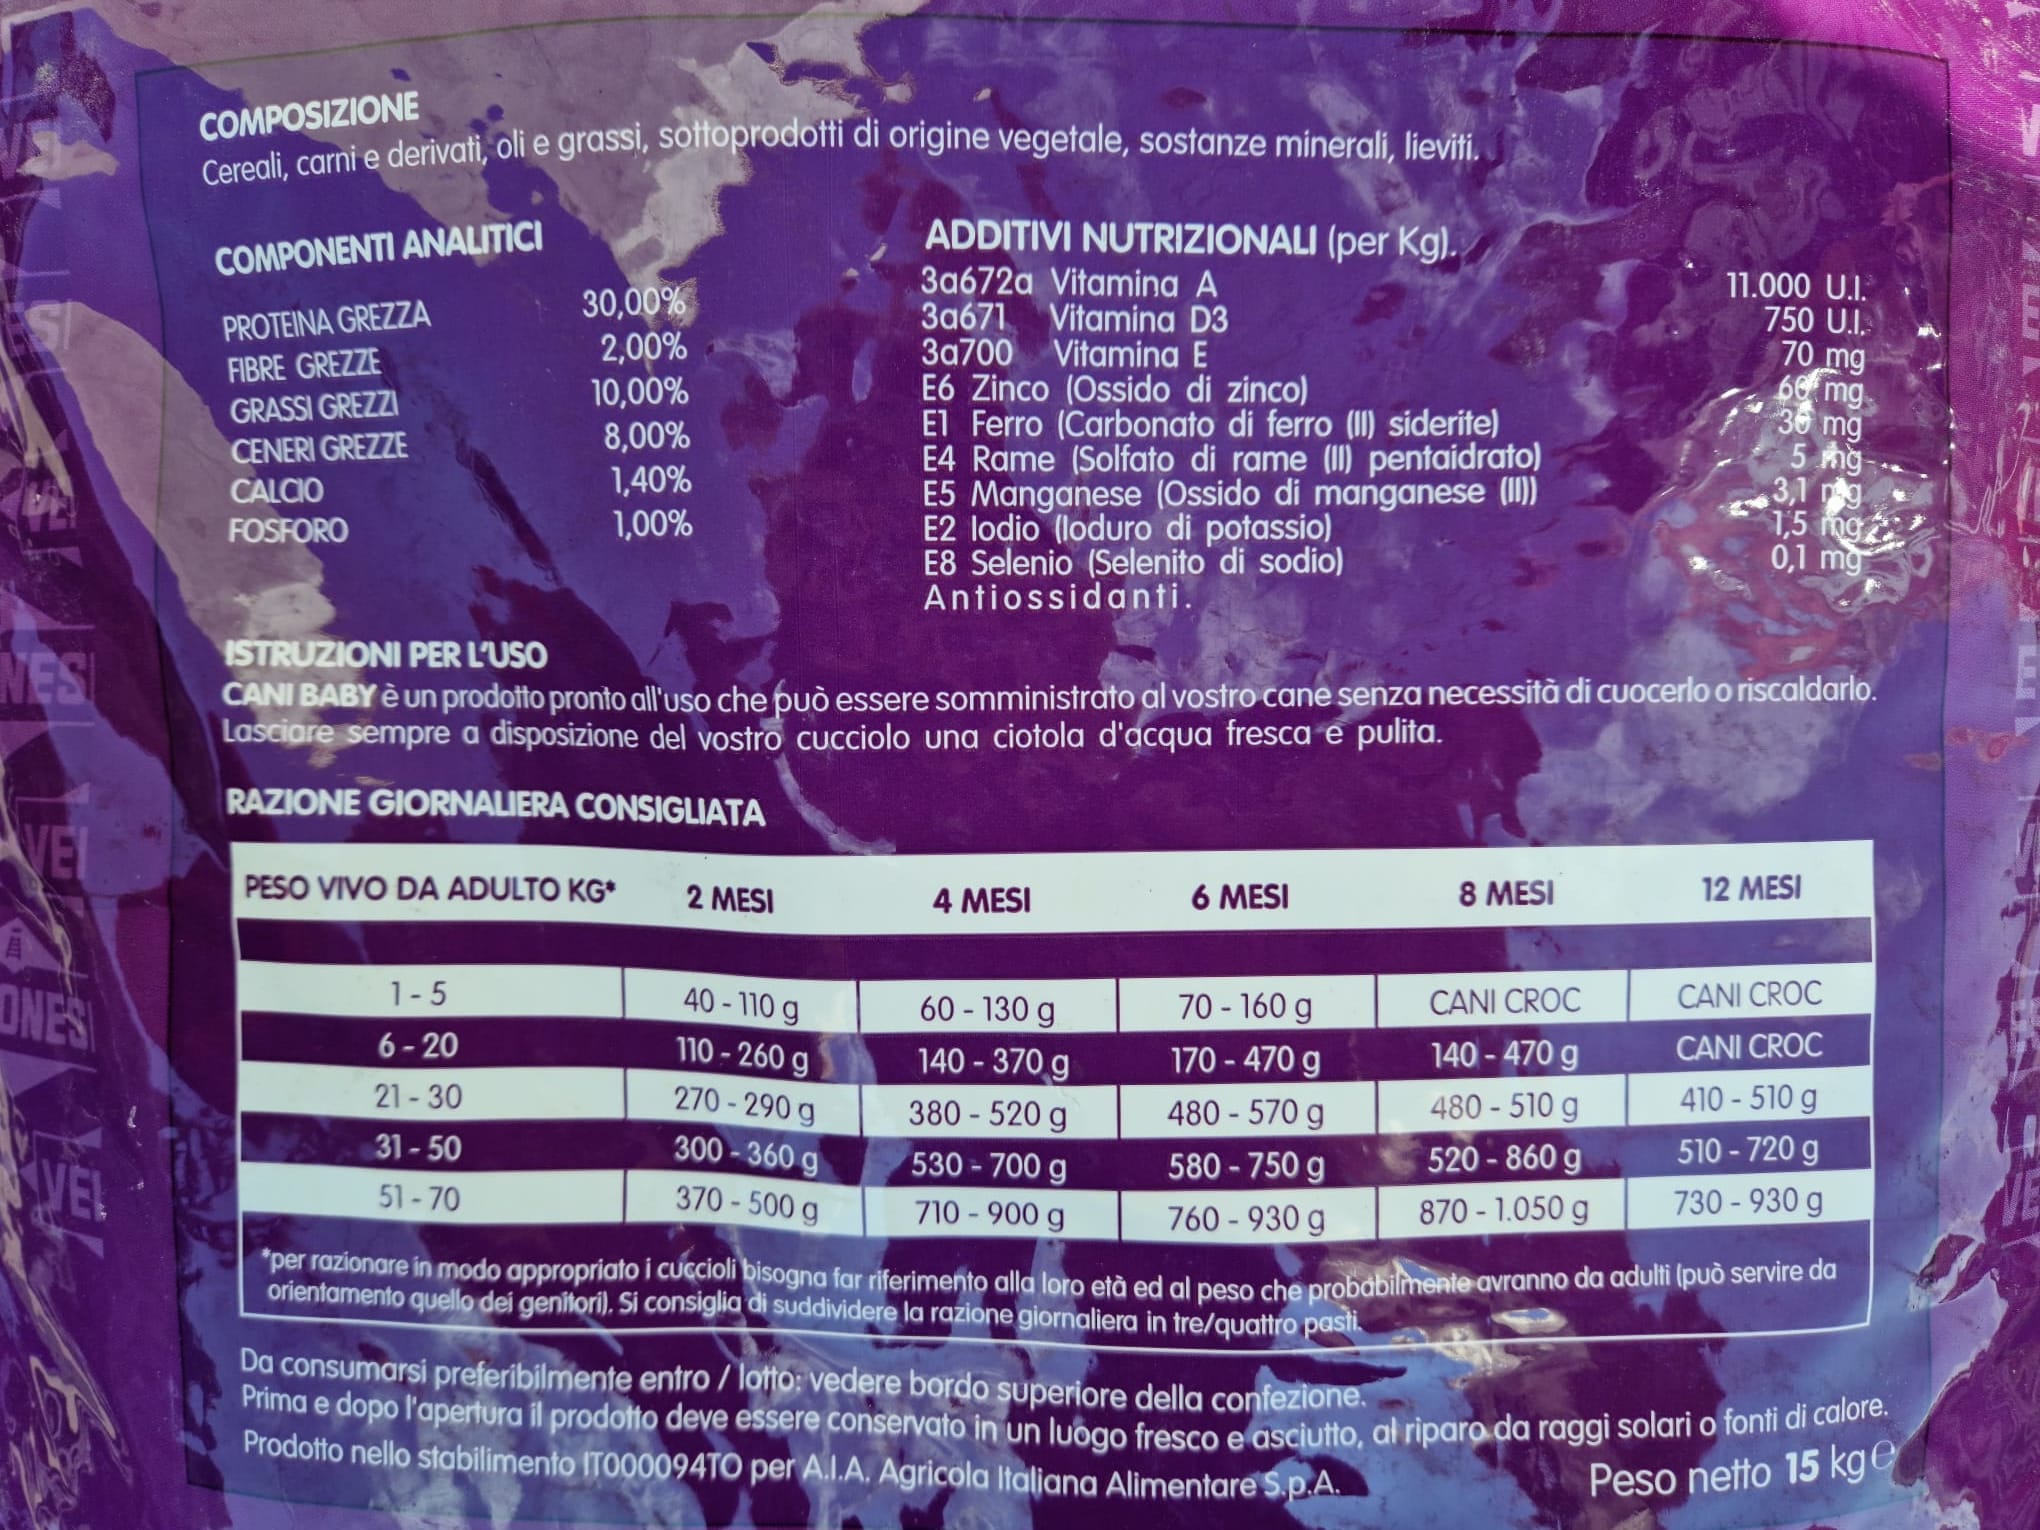 COMPOSIZIONE
Cereali, carni e derivati, oli e grassi, sottoprodotti di origine vegetale, sostanze minerali, lieviti.
COMPONENTI ANALITICI
PROTEINA GREZZA 30,00%
FIBRE GREZZE 2,00%
GRASSI GREZZI 10,00%
CENERI GREZZE 8,00%
CALCIO 1,40%
FOSFORO 1,00%
ADDITIVI NUTRIZIONALI (per Kg).
3a672a Vitamina A 11.000 U.I.
3a671 Vitamina D3 750 U.I.
3a700 Vitamina E 70 mg
E6 Zinco (Ossido di zinco) 60 mg
E1 Ferro (Carbonato di ferro (II) siderite) 30 mg
E4 Rame (Solfato di rame (II) pentaidrato) 5 mg
E5 Manganese (Ossido di manganese (II)) 3,1 mg
E2 Iodio (Ioduro di potassio) 1,5 mg
E8 Selenio (Selenito di sodio) 0,1 mg
Antiossidanti.
ISTRUZIONI PER L'USO
CANI BABY è un prodotto pronto all'uso che può essere somministrato al vostro cane senza necessità di cuocerlo o riscaldarlo.
Lasciare sempre a disposizione del vostro cucciolo una ciotola d'acqua fresca e pulita.
RAZIONE GIORNALIERA CONSIGLIATA
PESO VIVO DA ADULTO KG* 2 MESI 4 MESI 6 MESI 8 MESI 12 MESI
1 - 5 40 - 110 g 60 - 130 g 70 - 160 g CANI CROC CANI CROC
6 - 20 110 - 260 g 140 - 370 g 170 - 470 g 140 - 470 g CANI CROC
21 - 30 270 - 290 g 380 - 520 g 480 - 570 g 480 - 510 g 410 - 510 g
31 - 50 300 - 360 g 530 - 700 g 580 - 750 g 520 - 860 g 510 - 720 g
51 - 70 370 - 500 g 710 - 900 g 760 - 930 g 870 - 1.050 g 730 - 930 g
*per razionare in modo appropriato i cuccioli bisogna far riferimento alla loro età ed al peso che probabilmente avranno da adulti (può servire da
orientamento quello dei genitori). Si consiglia di suddividere la razione giornaliera in tre/quattro pasti.
Da consumarsi preferibilmente entro / lotto: vedere bordo superiore della confezione.
Prima e dopo l'apertura il prodotto deve essere conservato in un luogo fresco e asciutto, al riparo da raggi solari o fonti di calore.
Prodotto nello stabilimento IT000094TO per A.I.A. Agricola Italiana Alimentare S.p.A.
Peso netto 15 kg e